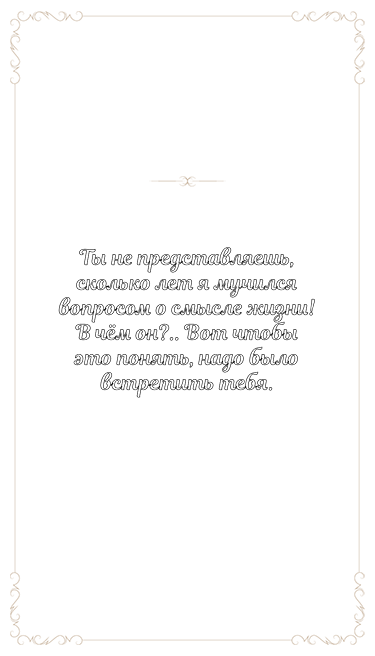 Ты не представляешь,
сколько лет я мучился
вопросом о смысле жизни!
В чём он?.. Вот чтобы
это понять, надо было
встретить тебя.